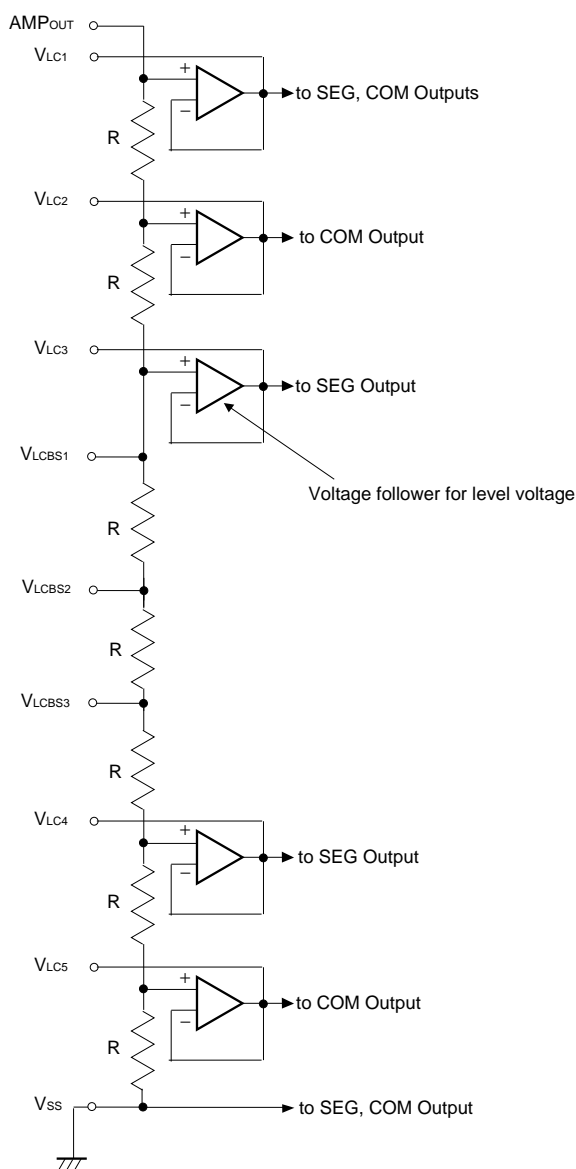 AMPOUT
VLC1
+
−
to SEG, COM Outputs
R
VLC2
+
−
to COM Output
R
VLC3
+
−
to SEG Output
VLCBS1
Voltage follower for level voltage
R
VLCBS2
R
VLCBS3
R
VLC4
+
−
to SEG Output
R
VLC5
+
−
to COM Output
R
VSS
to SEG, COM Output